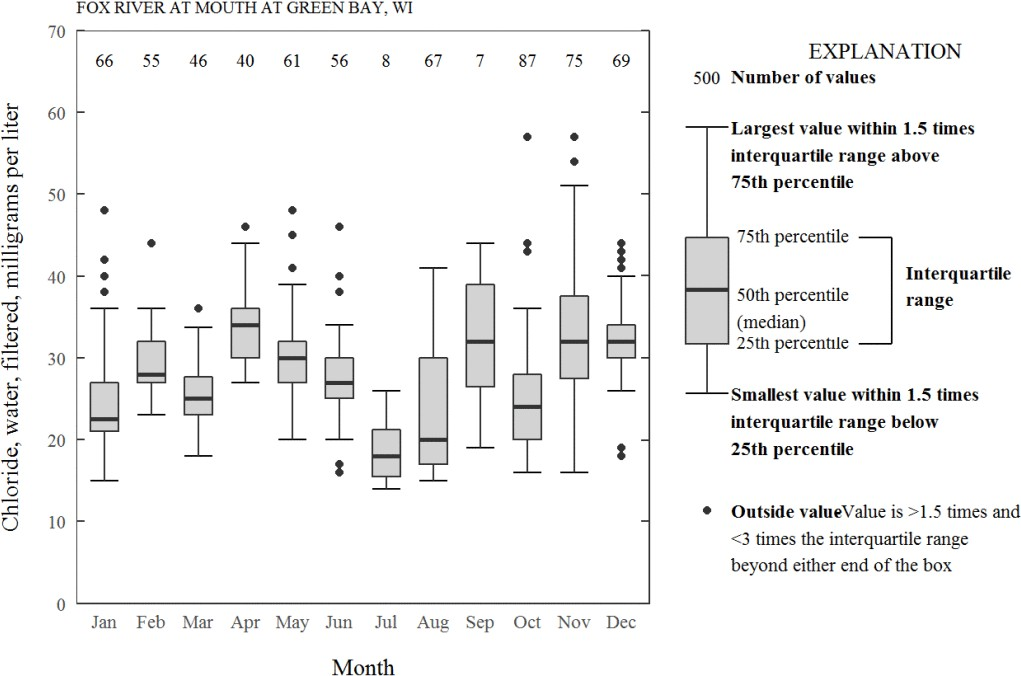 FOX RIVER AT MOUTH AT GREEN BAY, WI
70
66 55 46 40 61 56 8 67 7 87 75 69
60
50
40
30
20
10
0
Chloride, water, filtered, milligrams per liter
Jan Feb Mar Apr May Jun Jul Aug Sep Oct Nov Dec
Month
EXPLANATION
500 Number of values
Largest value within 1.5 times
interquartile range above
75th percentile
75th percentile
50th percentile
(median)
25th percentile
Interquartile
range
Smallest value within 1.5 times
interquartile range below
25th percentile
Outside value Value is >1.5 times and
<3 times the interquartile range
beyond either end of the box